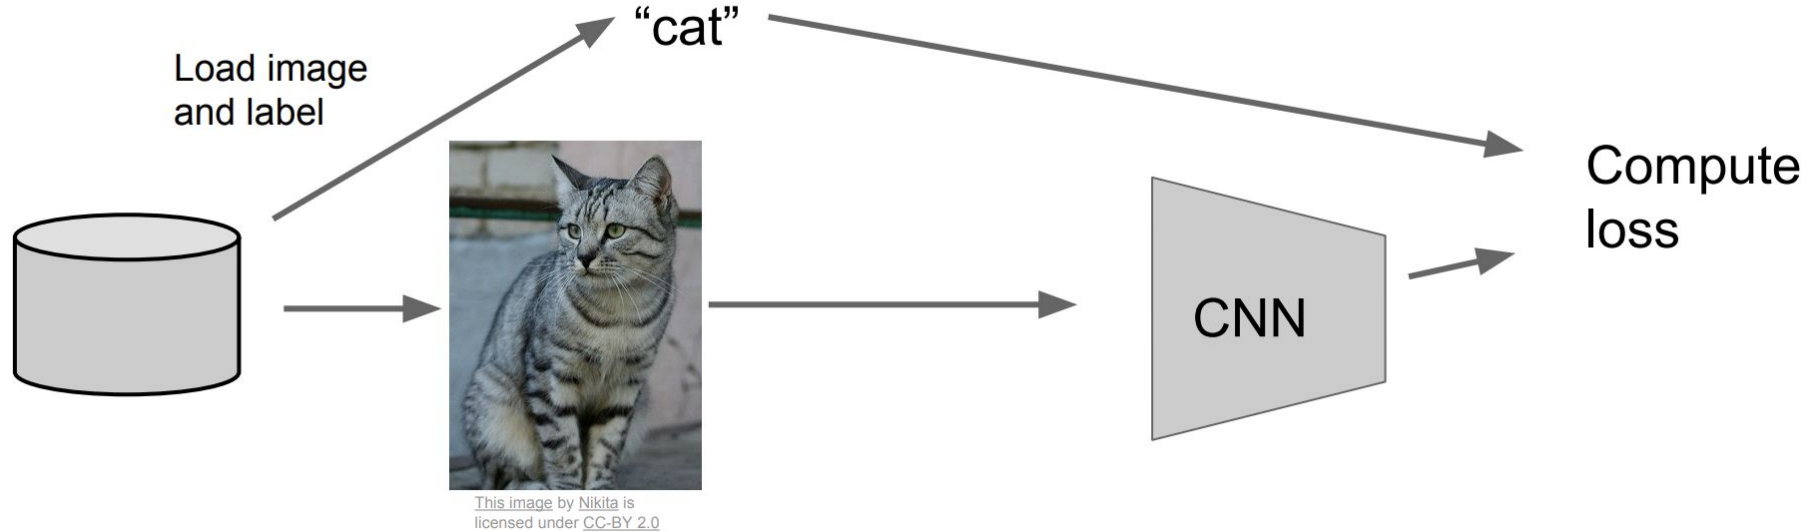 “cat”
Load image
and label
Compute
loss
CNN
This image by Nikita is
licensed under CC-BY 2.0